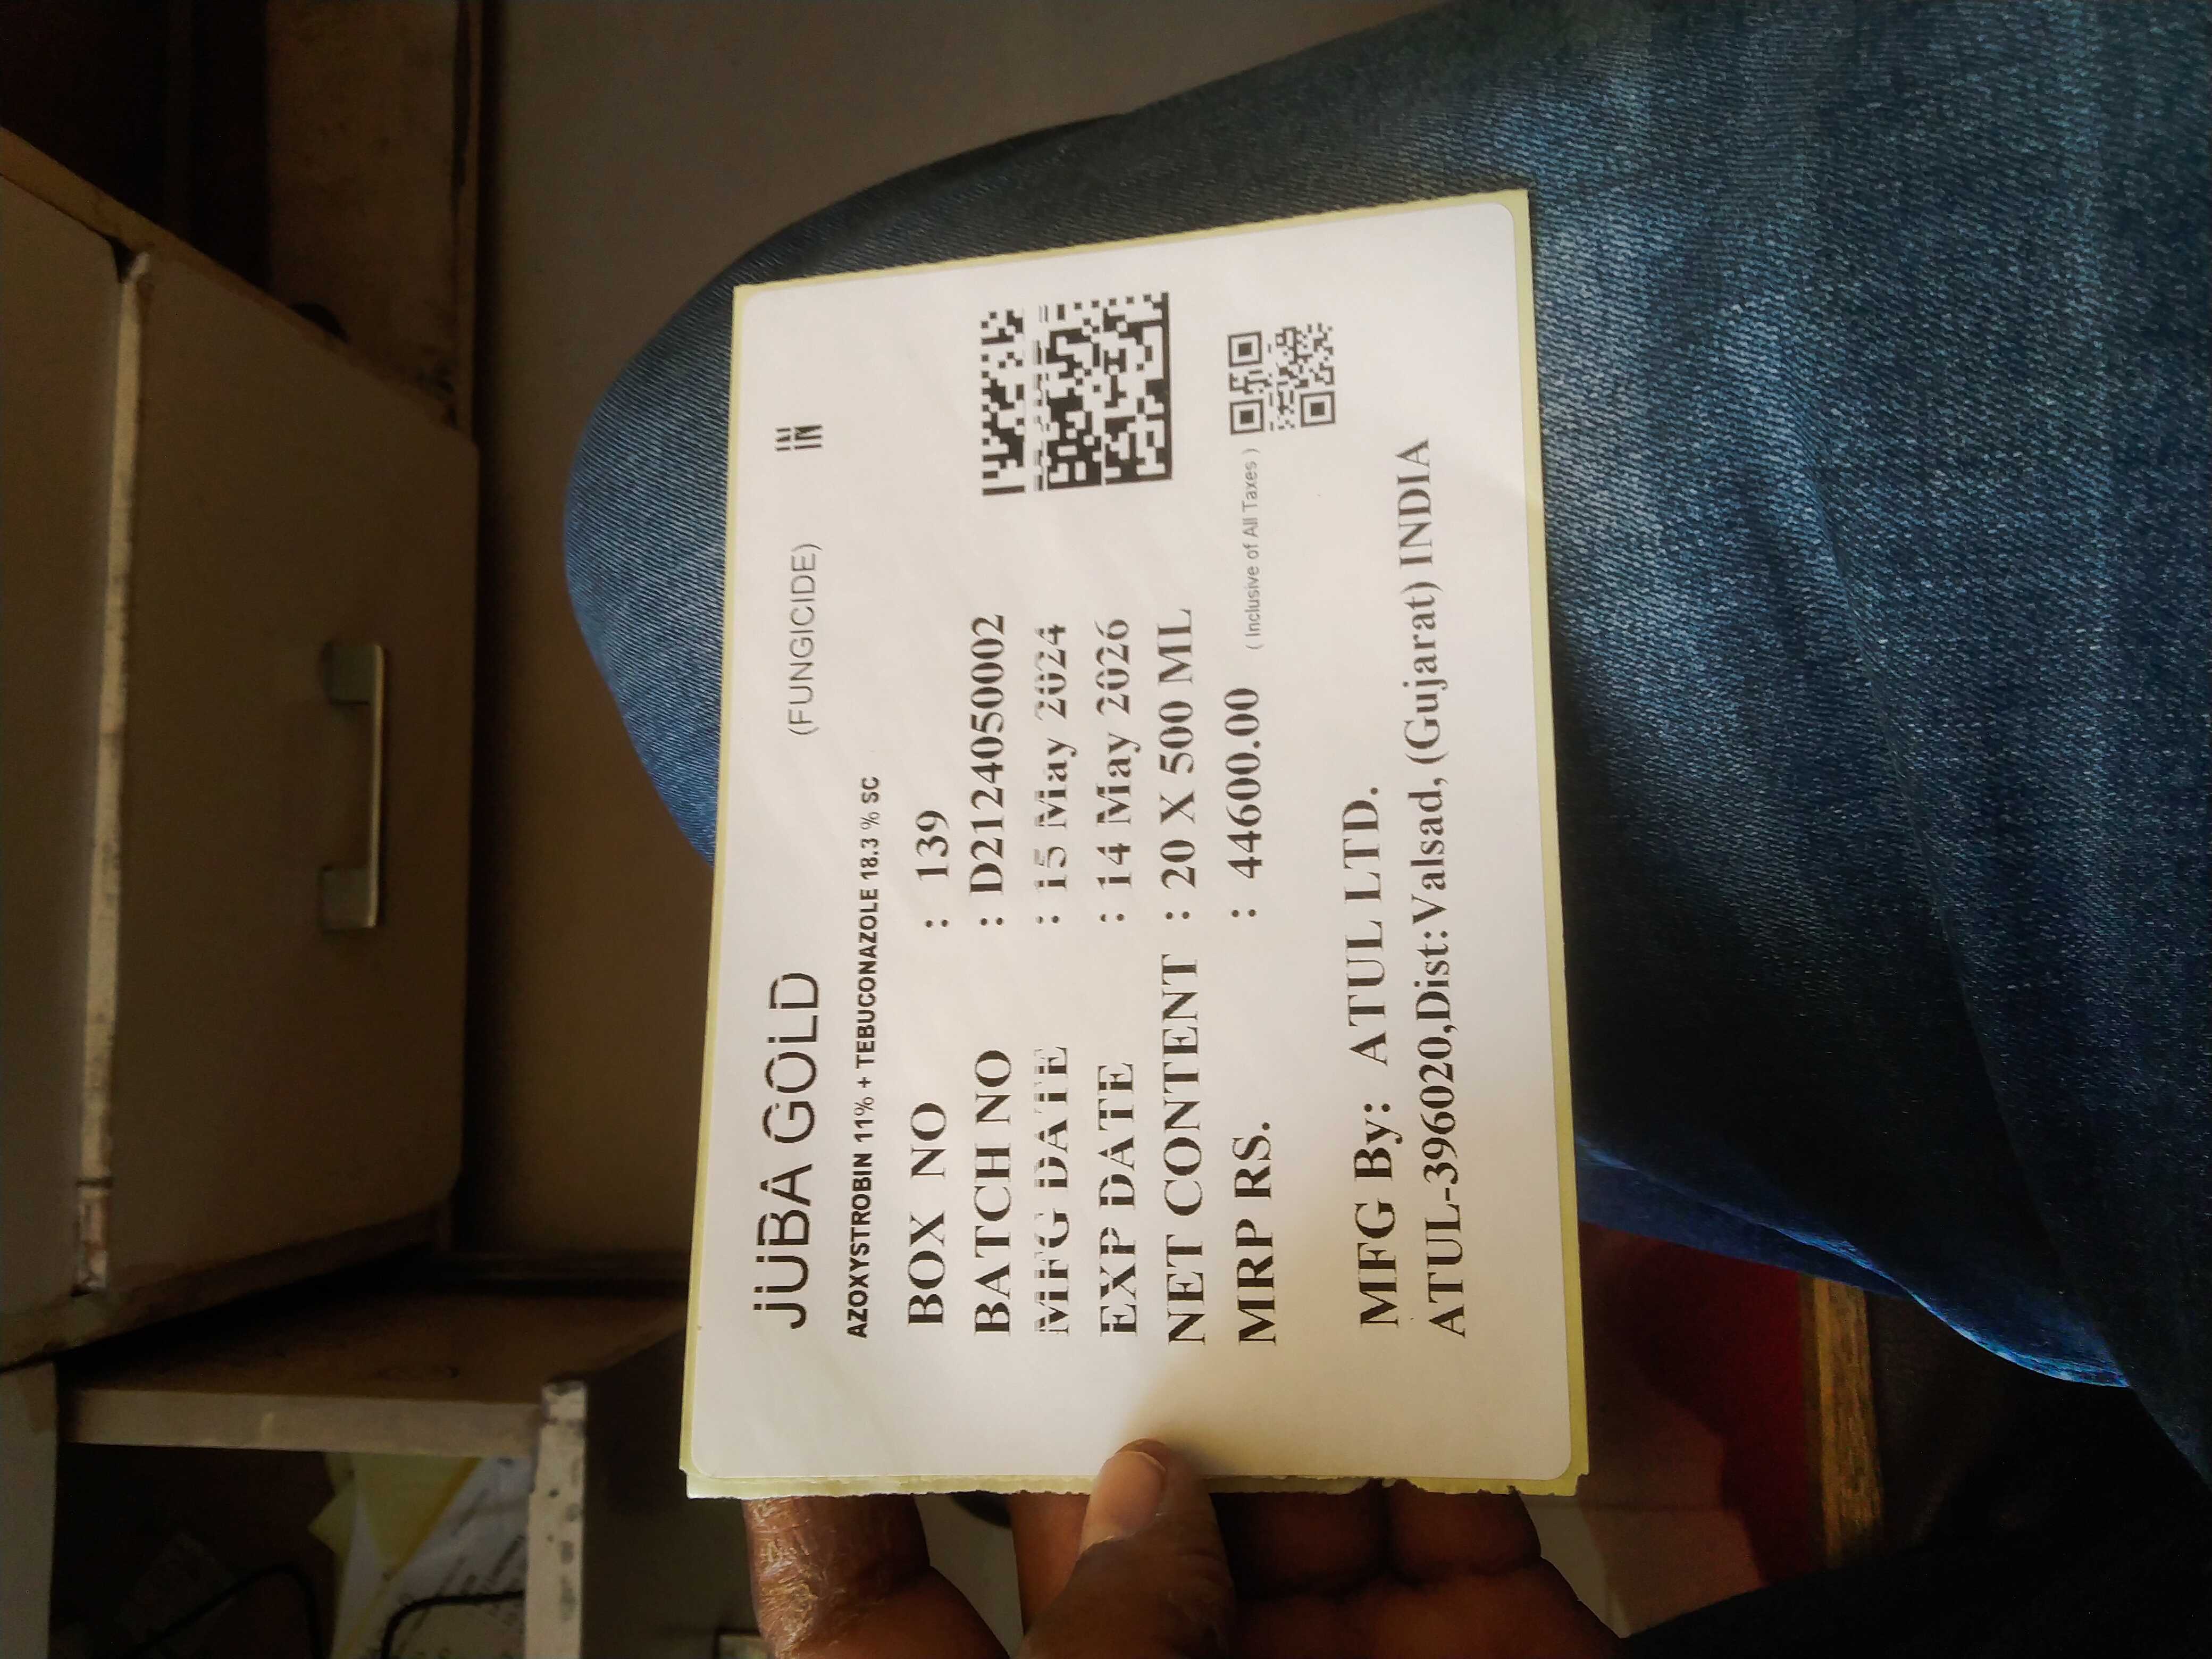 JUBA GOLD (FUNGICIDE) IN
AZOXYSTROBIN 11% + TEBUCONAZOLE 18.3 % SC
BOX NO : 139
BATCH NO : D2124050002
MFG DATE : 15 May 2024
EXP DATE : 14 May 2026
NET CONTENT : 20 X 500 ML
MRP RS. : 44600.00 ( Inclusive of All Taxes )
MFG By: ATUL LTD.
ATUL-396020,Dist:Valsad, (Gujarat) INDIA